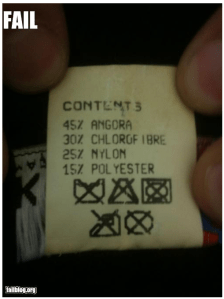 FAIL
CONTENTS
45% ANGORA
30% CHLOROFIBRE
25% NYLON
15% POLYESTER
K
failblog.org